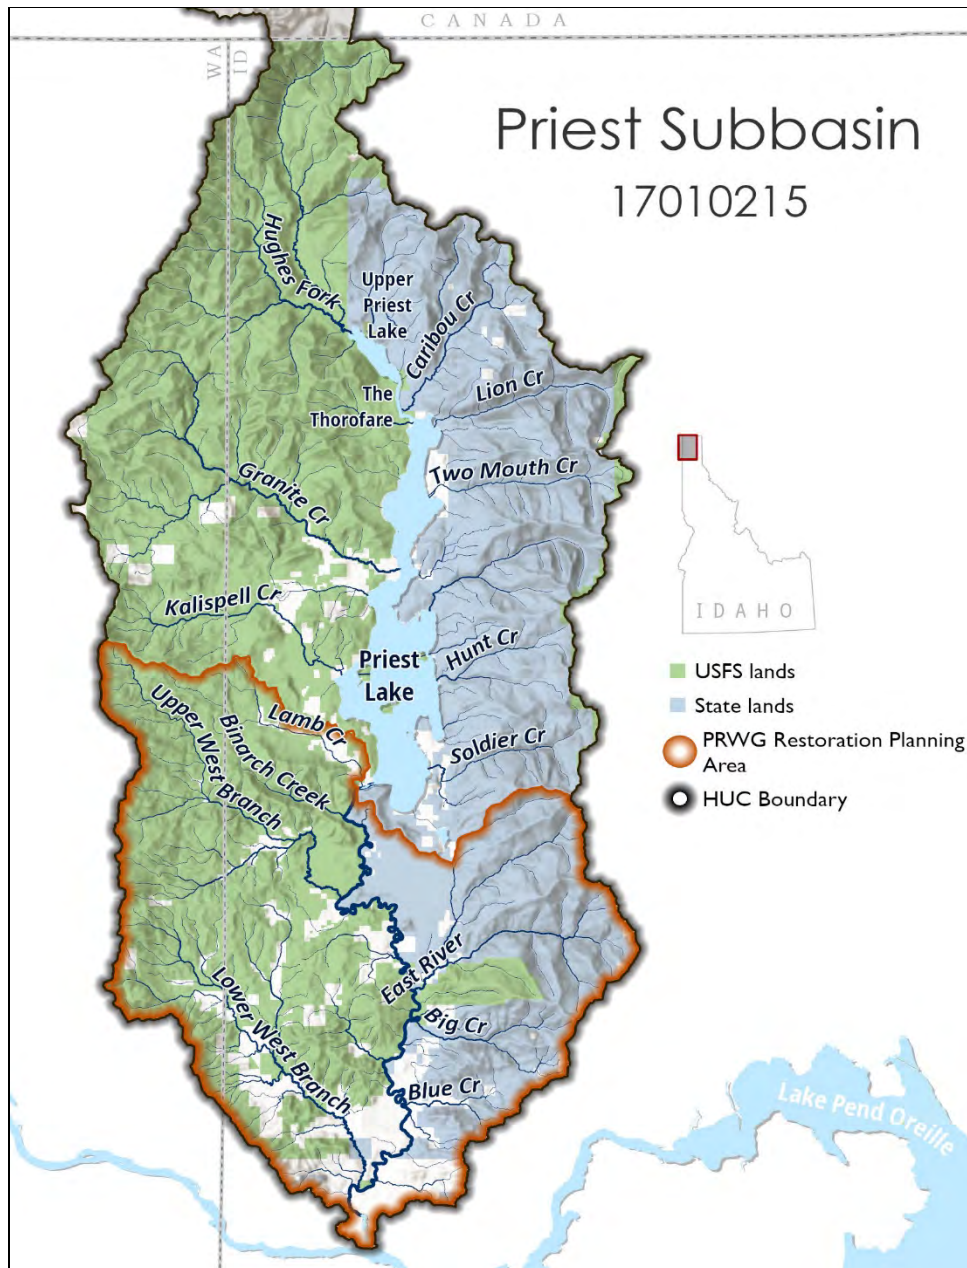 CANADA
WA
ID
Priest Subbasin
17010215
Hughes Fork
Upper
Priest
Lake
Caribou Cr
The
Thorofare
Lion Cr
Two Mouth Cr
Granite Cr
Kalispell Cr
Priest
Lake
Hunt Cr
IDAHO
USFS lands
State lands
PRWG Restoration Planning
Area
HUC Boundary
Lamb Cr
Soldier Cr
Upper West Branch
Binarch Creek
East River
Lower West Branch
Big Cr
Blue Cr
Lake Pend Oreille